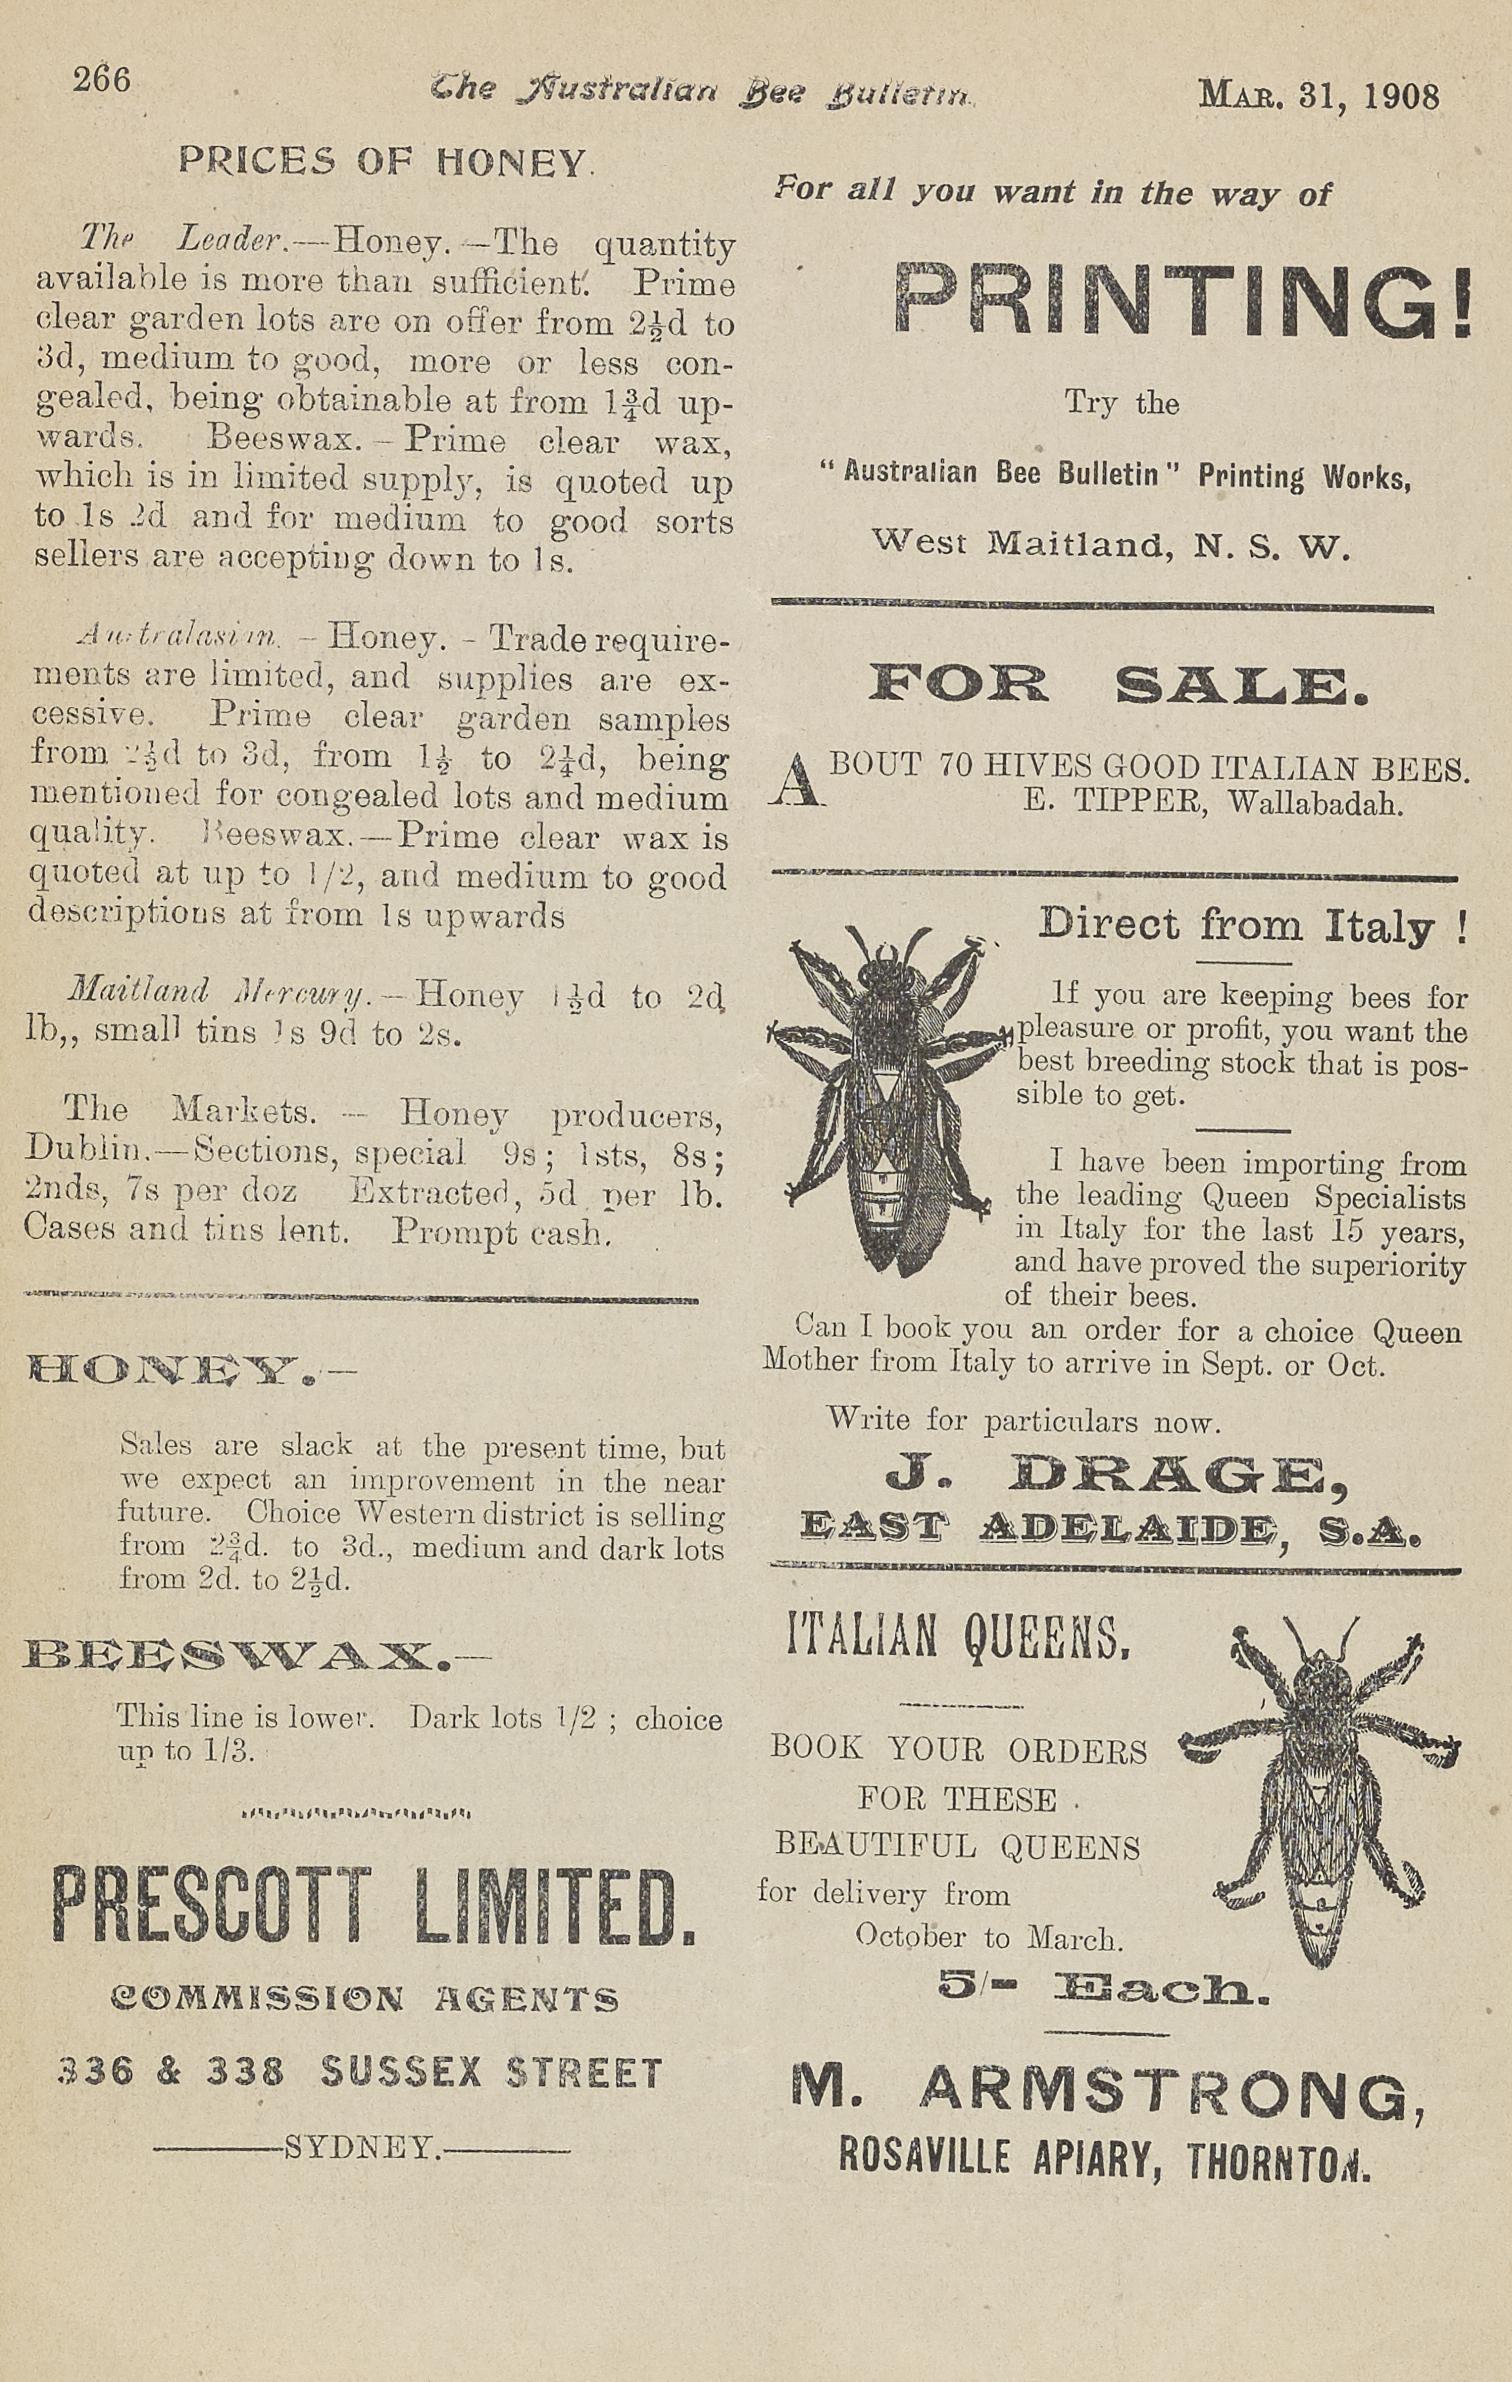 266
The Australian Bee Bulletin.
MAR. 31, 1908
PRICES OF HONEY.
The Leader.—Honey.—The quantity
available is more than sufficient. Prime
clear garden lots are on offer from 2½d to
3d, medium to good, more or less con-
gealed, being obtainable at from 1¾d up-
wards. Beeswax.–Prime clear wax,
which is in limited supply, is quoted up
to 1s 2d and for medium to good sorts
sellers are accepting down to 1s.
Australasian.–Honey.-Trade require-
ments are limited, and supplies are ex-
cessive. Prime clear garden samples
from 2½d to 3d, from 1½ to 2¼d, being
mentioned for congealed lots and medium
quality. Beeswax.—Prime clear wax is
quoted at up to 1/2, and medium to good
descriptions at from 1s upwards
Maitland Mercury.–Honey 1½d to 2d
lb,, small tins 1s 9d to 2s.
The Markets. — Honey producers,
Dublin.—Sections, special 9s; 1sts, 8s;
2nds, 7s per doz Extracted, 5d per lb.
Cases and tins lent. Prompt cash.
HONEY.—
Sales are slack at the present time, but
we expect an improvement in the near
future. Choice Western district is selling
from 2¾d. to 3d., medium and dark lots
from 2d. to 2½d.
BEESWAX.—
This line is lower. Dark lots 1/2 ; choice
up to 1/3.
PRESCOTT LIMITED.
COMMISSION AGENTS
336 & 338 SUSSEX STREET
——SYDNEY.——
For all you want in the way of
PRINTING!
Try the
"Australian Bee Bulletin" Printing Works,
West Maitland, N. S. W.
FOR SALE.
ABOUT 70 HIVES GOOD ITALIAN BEES.
E. TIPPER, Wallabadah.
Direct from Italy !
If you are keeping bees for
pleasure or profit, you want the
best breeding stock that is pos-
sible to get.
I have been importing from
the leading Queen Specialists
in Italy for the last 15 years,
and have proved the superiority
of their bees.
Can I book you an order for a choice Queen
Mother from Italy to arrive in Sept. or Oct.
Write for particulars now.
J. DRAGE,
EAST ADELAIDE, S.A.
ITALIAN QUEENS.
BOOK YOUR ORDERS
FOR THESE
BEAUTIFUL QUEENS
for delivery from
October to March.
5/- Each.
M. ARMSTRONG,
ROSAVILLE APIARY, THORNTON.